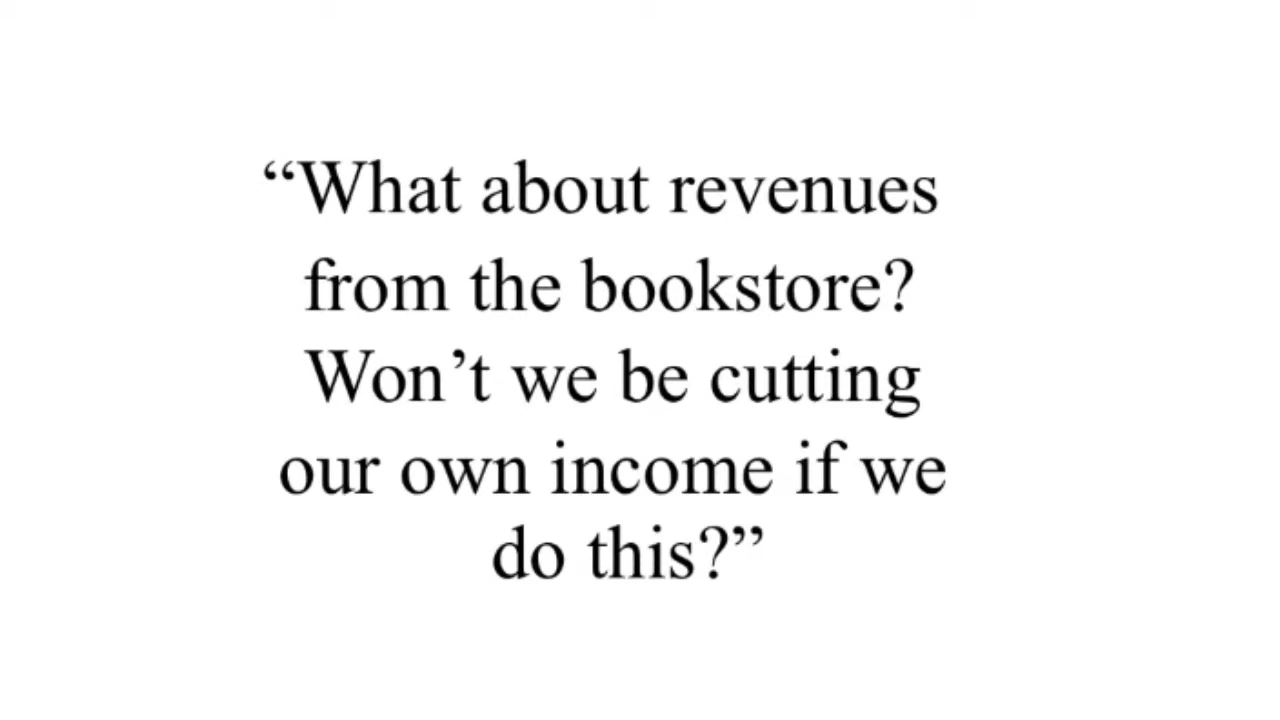 “What about revenues
from the bookstore?
Won’t we be cutting
our own income if we
do this?”